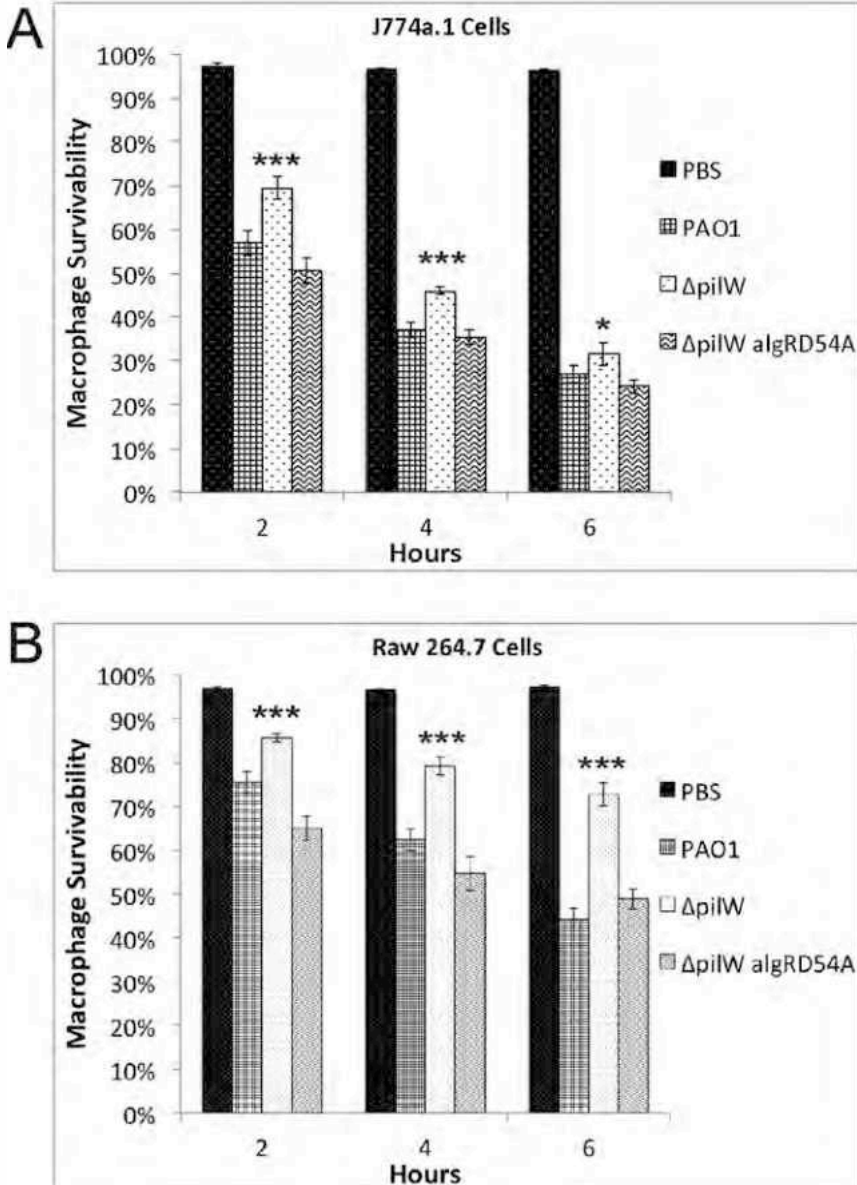 A
J774a.1 Cells
Macrophage Survivability
100%
90%
80%
70%
60%
50%
40%
30%
20%
10%
0%
***
***
*
2
4
6
Hours
PBS
PAO1
ΔpilW
ΔpilW algRD54A
B
Raw 264.7 Cells
Macrophage Survivability
100%
90%
80%
70%
60%
50%
40%
30%
20%
10%
0%
***
***
***
2
4
6
Hours
PBS
PAO1
ΔpilW
ΔpilW algRD54A